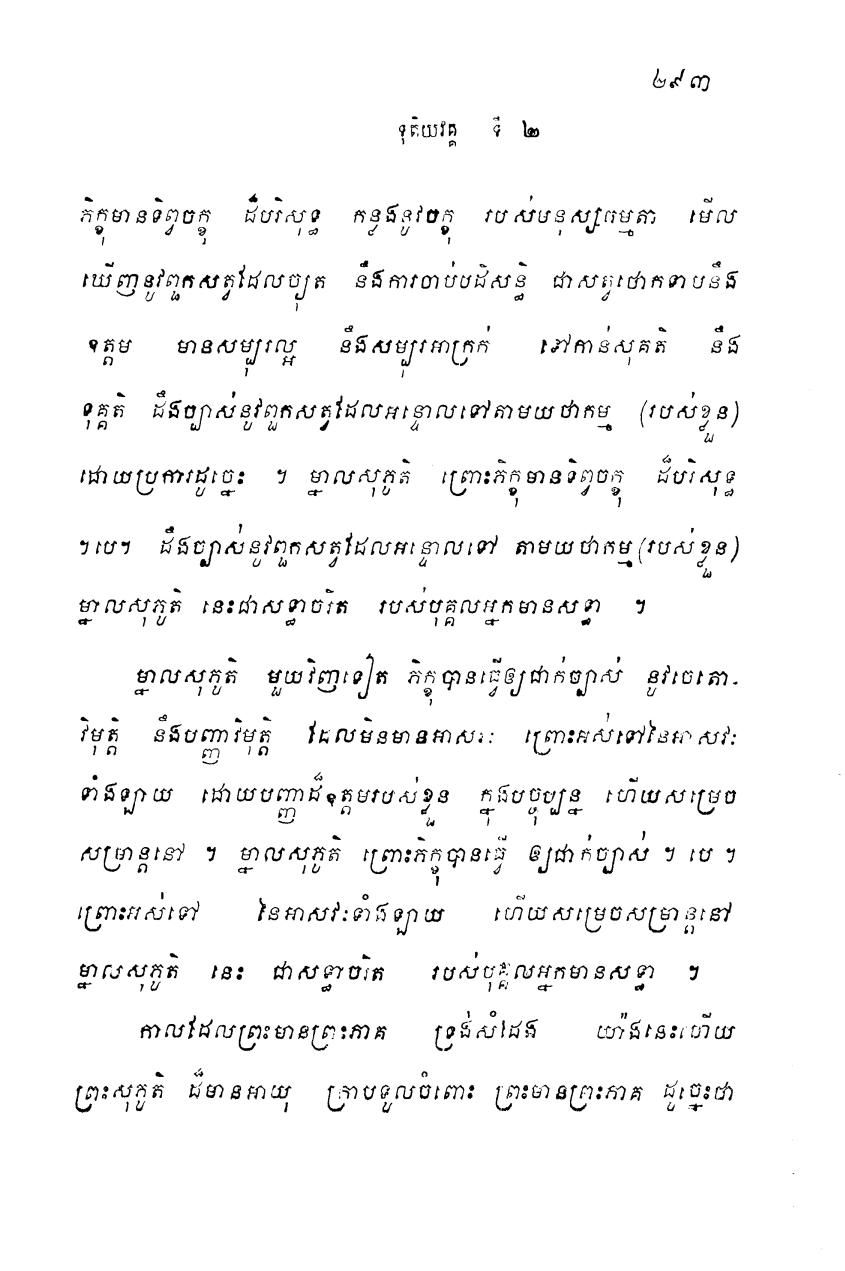 ២៩៣
ទុតិយវគ្គ ទី ២
ភិក្ខុមានទិព្វចក្ខុ ដ៏បរិសុទ្ធ កន្លងនូវចក្ខុ របស់មនុស្សធម្មតា មើល
ឃើញនូវពួកសត្វដែលច្យុត នឹងការចាប់បដិសន្ធិ ជាសត្វថោកទាបនឹង
ឧត្តម មានសម្បុរល្អ នឹងសម្បុរអាក្រក់ ទៅកាន់សុគតិ នឹង
ទុគ្គតិ ដឹងច្បាស់នូវពួកសត្វដែលអន្ទោលទៅតាមយថាកម្ម (របស់ខ្លួន)
ដោយប្រការដូច្នេះ ។ ម្នាលសុភូតិ ព្រោះភិក្ខុមានទិព្វចក្ខុ ដ៏បរិសុទ្ធ
។បេ។ ដឹងច្បាស់នូវពួកសត្វដែលអន្ទោលទៅ តាមយថាកម្ម(របស់ខ្លួន)
ម្នាលសុភូតិ នេះជាសទ្ធាចរិត របស់បុគ្គលអ្នកមានសទ្ធា ។
ម្នាលសុភូតិ មួយវិញទៀត ភិក្ខុបានធ្វើឲ្យជាក់ច្បាស់ នូវចេតោ-
វិមុត្តិ នឹងបញ្ញាវិមុត្តិ ដែលមិនមានអាសវៈ ព្រោះអស់ទៅនៃអាសវៈ
ទាំងឡាយ ដោយបញ្ញាដ៏ឧត្តមរបស់ខ្លួន ក្នុងបច្ចុប្បន្ន ហើយសម្រេច
សម្រាន្តនៅ ។ ម្នាលសុភូតិ ព្រោះភិក្ខុបានធ្វើ ឲ្យជាក់ច្បាស់ ។ បេ ។
ព្រោះអស់ទៅ នៃអាសវៈទាំងឡាយ ហើយសម្រេចសម្រាន្តនៅ
ម្នាលសុភូតិ នេះ ជាសទ្ធាចរិត របស់បុគ្គលអ្នកមានសទ្ធា ។
កាលដែលព្រះមានព្រះភាគ ទ្រង់សំដែង យ៉ាងនេះហើយ
ព្រះសុភូតិ ដ៏មានអាយុ ក្រាបទូលចំពោះ ព្រះមានព្រះភាគ ដូច្នេះថា